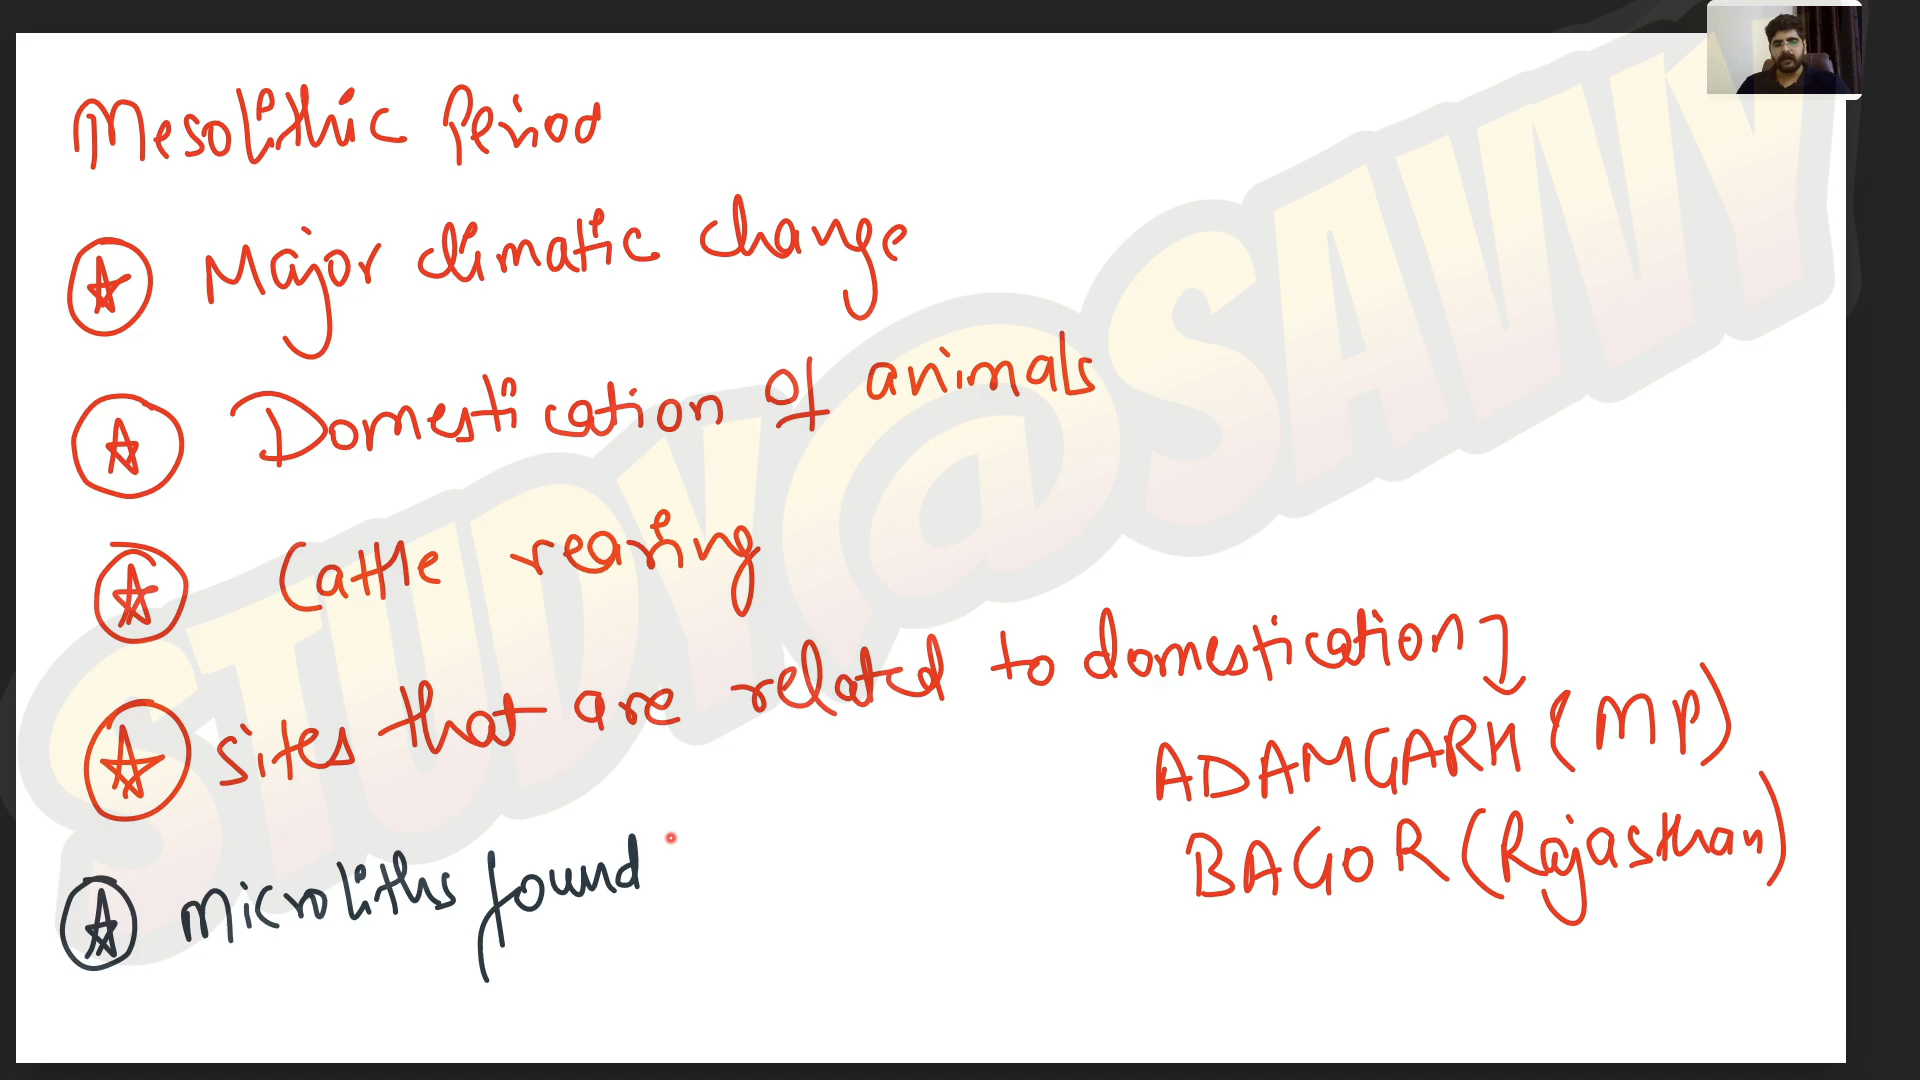 Mesolithic Period
Major climatic change
Domestication of animals
Cattle rearing
sites that are related to domestication
ADAMGARH (MP)
BAGOR (Rajasthan)
microliths found
STUDY@SAVVY